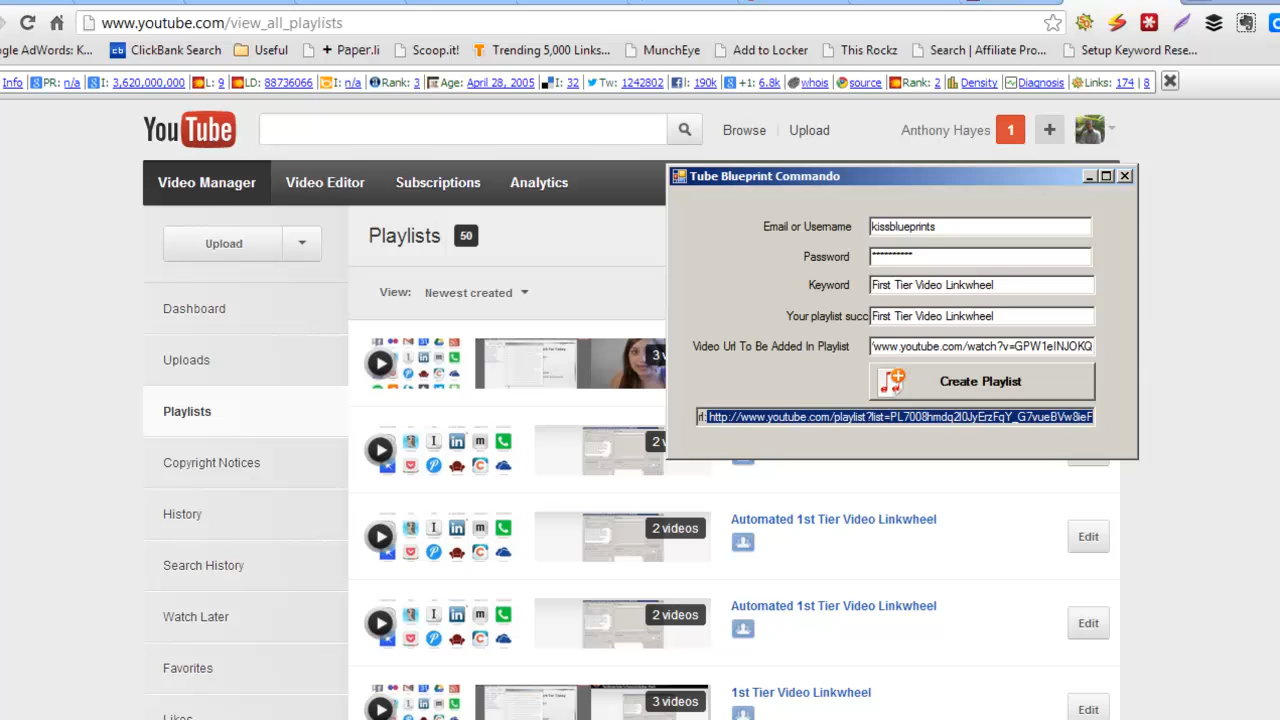 www.youtube.com/view_all_playlists
gle AdWords: K... ClickBank Search Useful + Paper.li Scoop.it! Trending 5,000 Links... MunchEye Add to Locker This Rockz Search | Affiliate Pro... Setup Keyword Rese...
Info PR: n/a I: 3,620,000,000 L: 9 LD: 88736066 I: n/a Rank: 3 Age: April 28, 2005 I: 32 Tw: 1242802 I: 190k +1: 6.8k whois source Rank: 2 Density Diagnosis Links: 174 | 8
YouTube Browse Upload Anthony Hayes 1
Video Manager Video Editor Subscriptions Analytics
Tube Blueprint Commando
Email or Username kissblueprints
Password **********
Keyword First Tier Video Linkwheel
Your playlist succ First Tier Video Linkwheel
Video Url To Be Added In Playlist www.youtube.com/watch?v=GPW1eINJOKQ
Create Playlist
rl: http://www.youtube.com/playlist?list=PL7008hmdq2l0JyErzFqY_G7vueBVw8ieF
Upload
Dashboard
Uploads
Playlists
Copyright Notices
History
Search History
Watch Later
Favorites
Likes
Playlists 50
View: Newest created
3 v
2 v
2 videos Automated 1st Tier Video Linkwheel Edit
2 videos Automated 1st Tier Video Linkwheel Edit
3 videos 1st Tier Video Linkwheel Edit